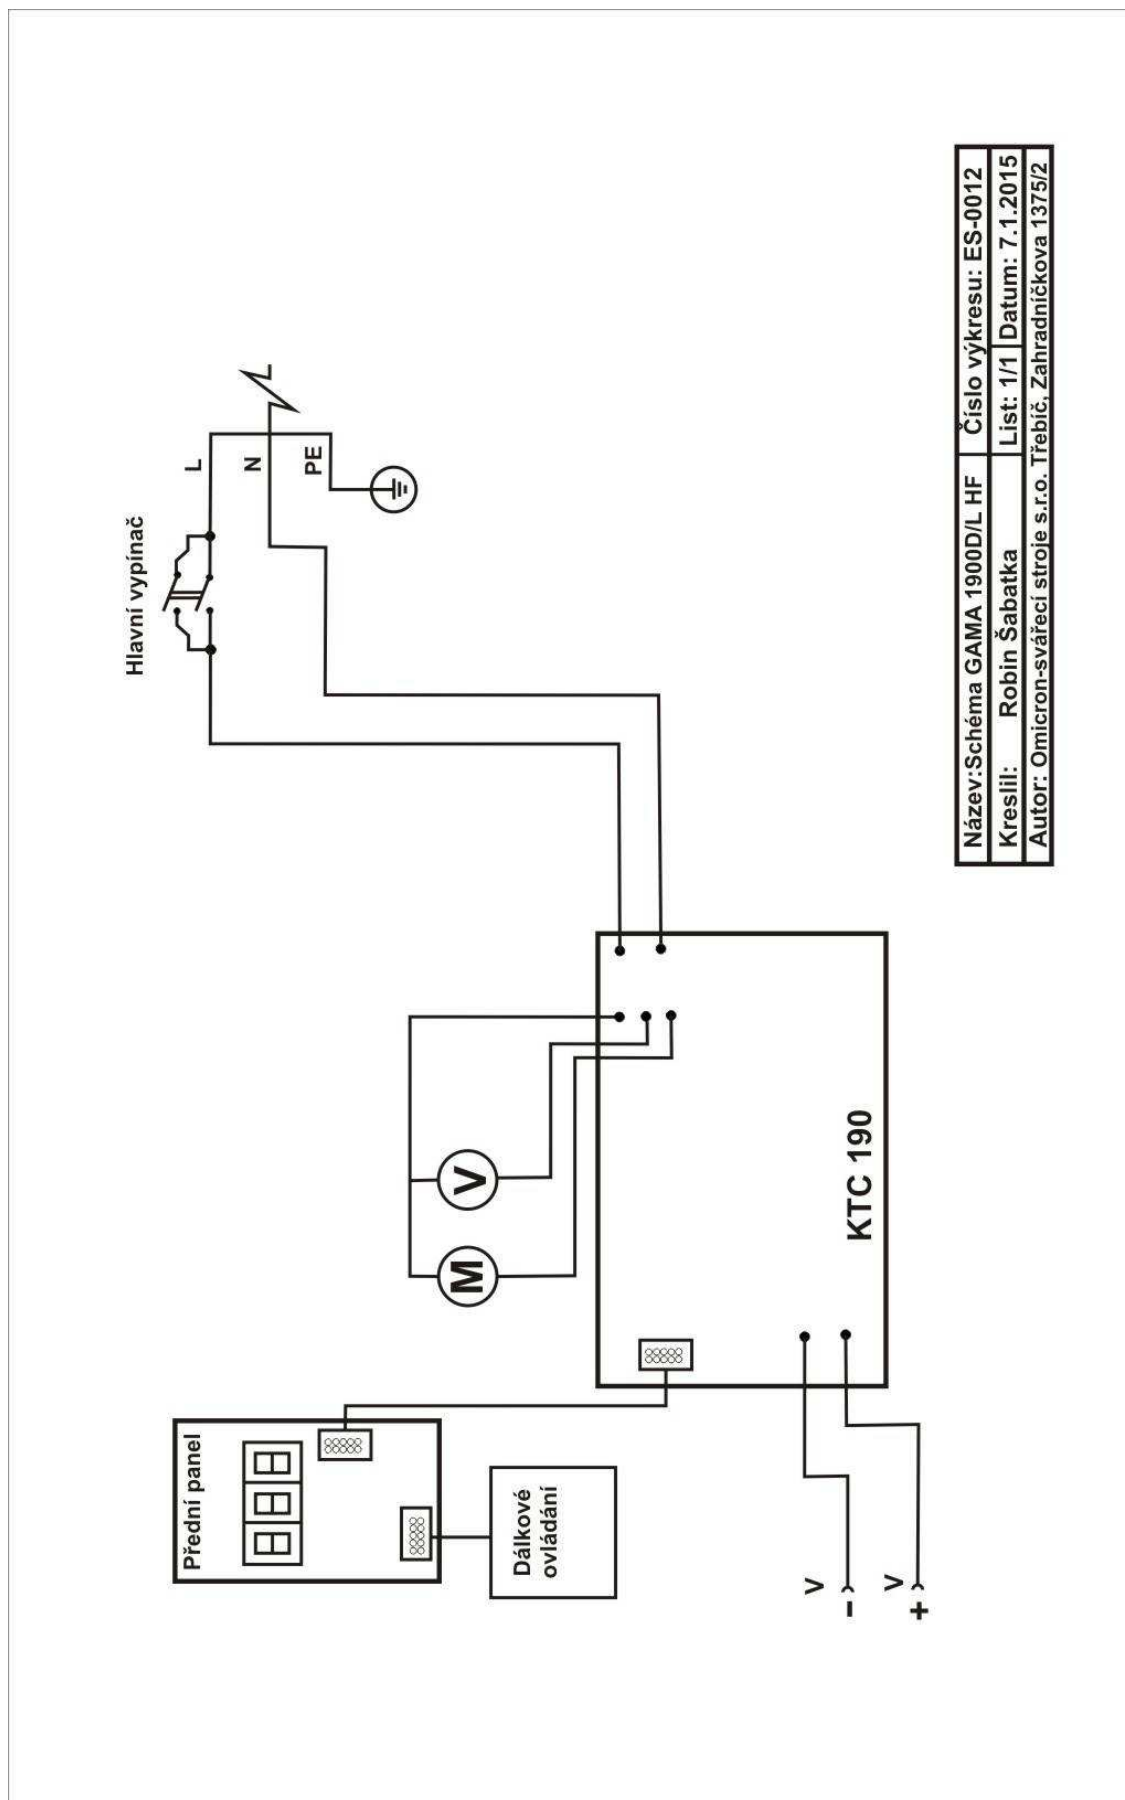 Hlavní vypínač
L
N
PE
Přední panel
Dálkové
ovládání
M
V
KTC 190
V
-
V
+
Název:Schéma GAMA 1900D/L HF Číslo výkresu: ES-0012
Kreslil: Robin Šabatka List: 1/1 Datum: 7.1.2015
Autor: Omicron-svářecí stroje s.r.o. Třebíč, Zahradníčkova 1375/2